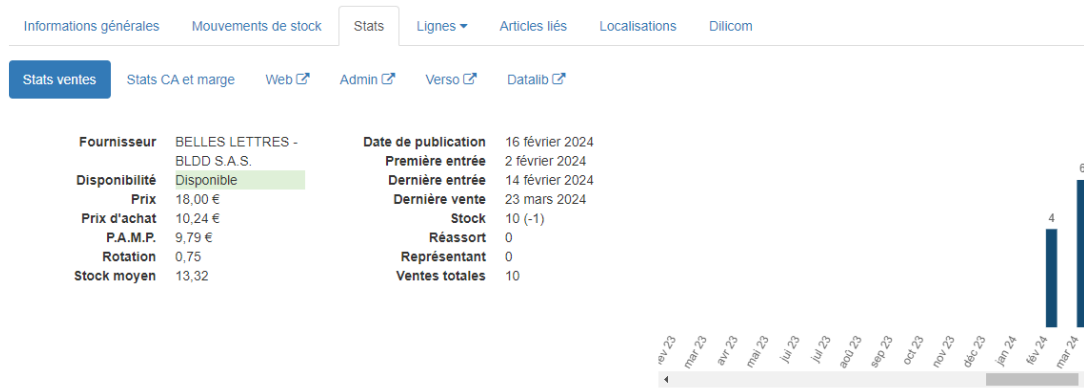 Informations générales Mouvements de stock Stats Lignes Articles liés Localisations Dilicom
Stats ventes Stats CA et marge Web Admin Verso Datalib
Fournisseur BELLES LETTRES -
BLDD S.A.S.
Disponibilité Disponible
Prix 18,00 €
Prix d'achat 10,24 €
P.A.M.P. 9,79 €
Rotation 0,75
Stock moyen 13,32
Date de publication 16 février 2024
Première entrée 2 février 2024
Dernière entrée 14 février 2024
Dernière vente 23 mars 2024
Stock 10 (-1)
Réassort 0
Représentant 0
Ventes totales 10
4
6
mar 23
avr 23
mai 23
jui 23
jul 23
aoû 23
sep 23
oct 23
nov 23
déc 23
jan 24
fév 24
mar 24